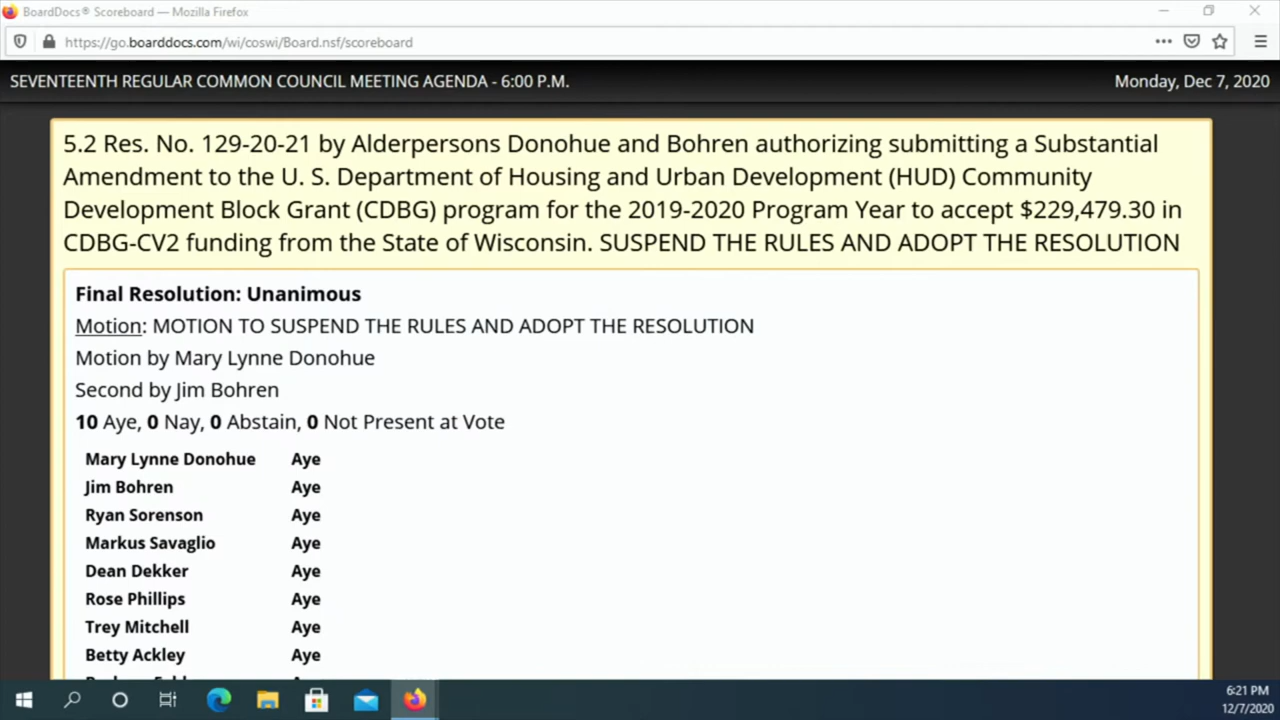 BoardDocs® Scoreboard — Mozilla Firefox
https://go.boarddocs.com/wi/coswi/Board.nsf/scoreboard
SEVENTEENTH REGULAR COMMON COUNCIL MEETING AGENDA - 6:00 P.M. Monday, Dec 7, 2020
5.2 Res. No. 129-20-21 by Alderpersons Donohue and Bohren authorizing submitting a Substantial
Amendment to the U. S. Department of Housing and Urban Development (HUD) Community
Development Block Grant (CDBG) program for the 2019-2020 Program Year to accept $229,479.30 in
CDBG-CV2 funding from the State of Wisconsin. SUSPEND THE RULES AND ADOPT THE RESOLUTION
Final Resolution: Unanimous
Motion: MOTION TO SUSPEND THE RULES AND ADOPT THE RESOLUTION
Motion by Mary Lynne Donohue
Second by Jim Bohren
10 Aye, 0 Nay, 0 Abstain, 0 Not Present at Vote
Mary Lynne Donohue Aye
Jim Bohren Aye
Ryan Sorenson Aye
Markus Savaglio Aye
Dean Dekker Aye
Rose Phillips Aye
Trey Mitchell Aye
Betty Ackley Aye
6:21 PM
12/7/2020